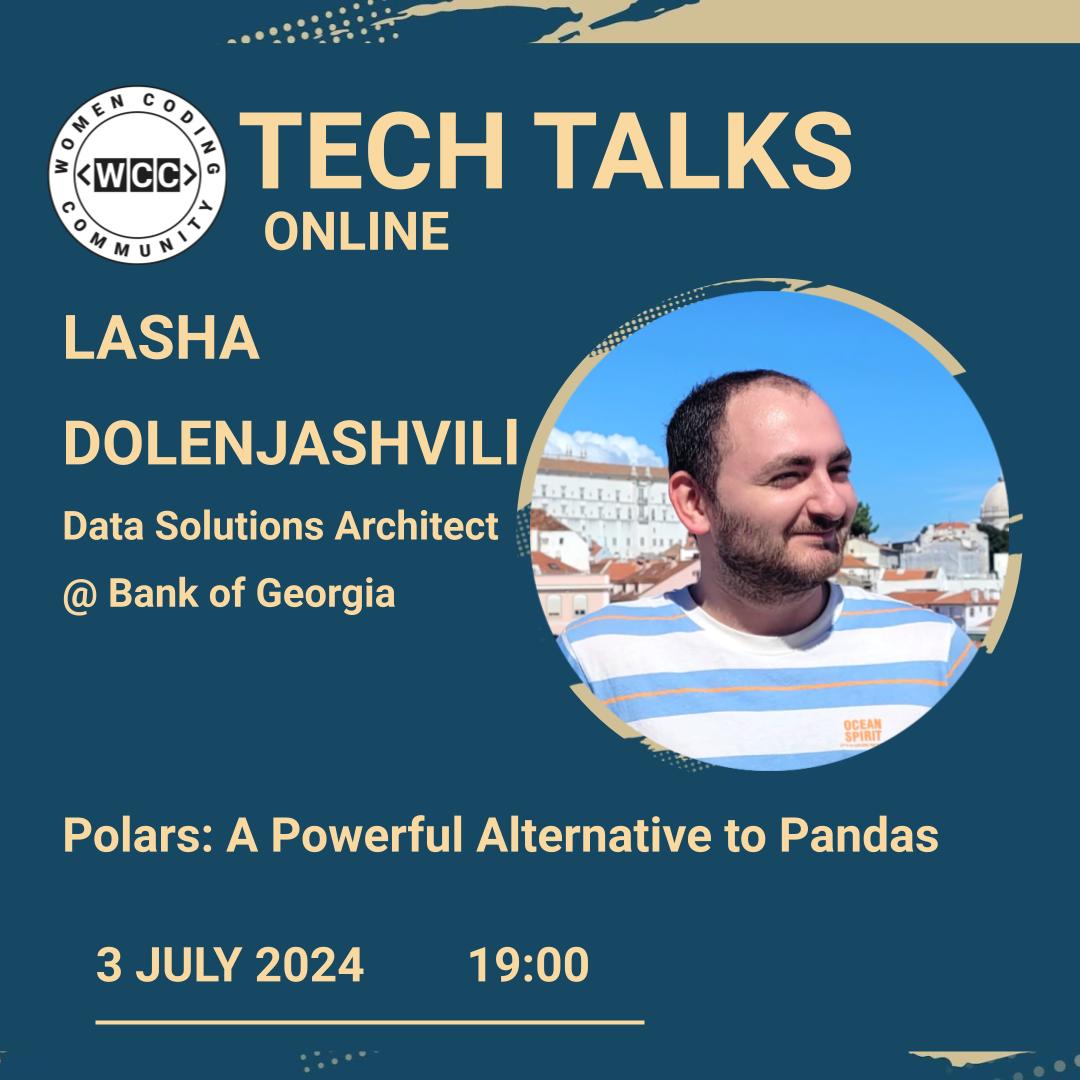 WOMEN CODING
<WCC>
COMMUNITY
TECH TALKS
ONLINE
LASHA
DOLENJASHVILI
Data Solutions Architect
@ Bank of Georgia
OCEAN
SPIRIT
Polars: A Powerful Alternative to Pandas
3 JULY 2024 19:00